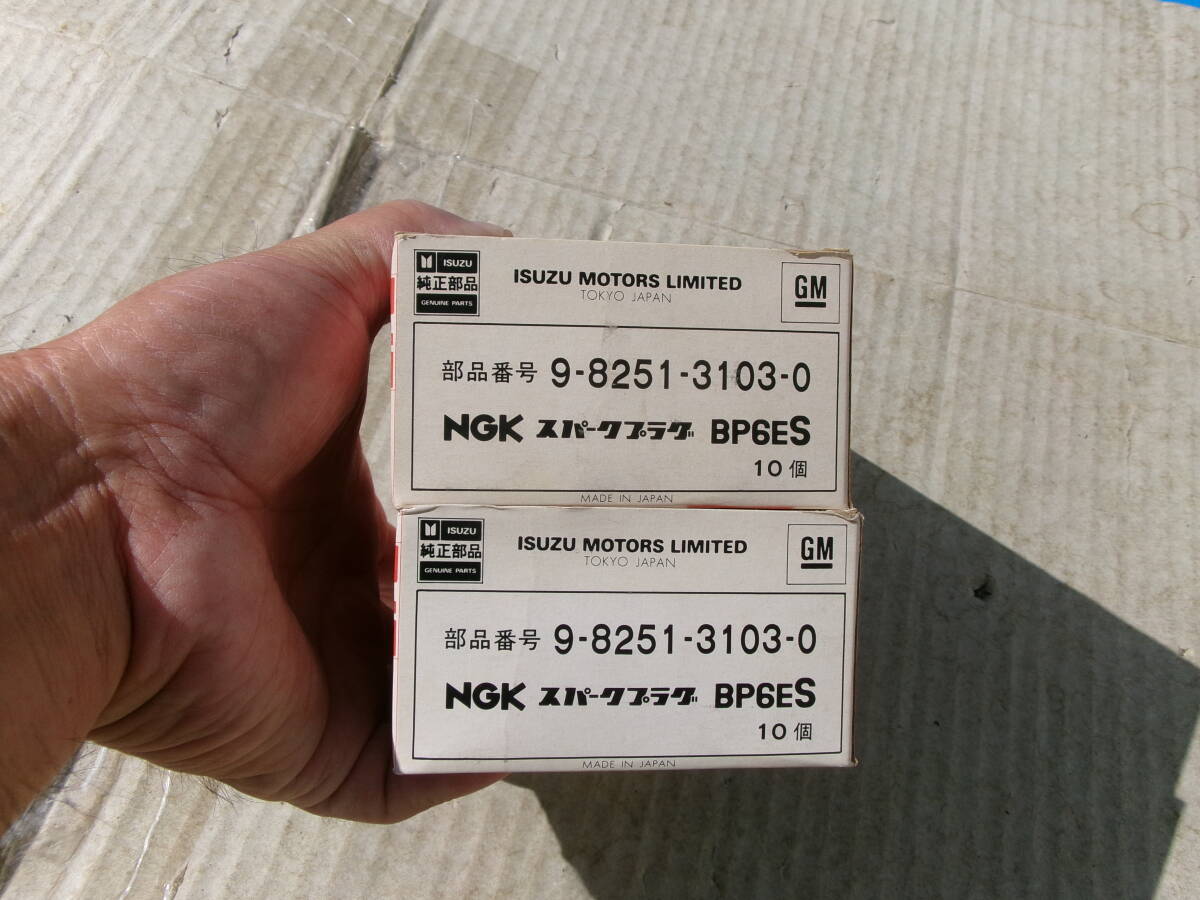 ISUZU
純正部品
GENUINE PARTS
ISUZU MOTORS LIMITED
TOKYO JAPAN
GM
部品番号 9-8251-3103-0
NGK スパークプラグ BP6ES
10個
MADE IN JAPAN
ISUZU
純正部品
GENUINE PARTS
ISUZU MOTORS LIMITED
TOKYO JAPAN
GM
部品番号 9-8251-3103-0
NGK スパークプラグ BP6ES
10個
MADE IN JAPAN